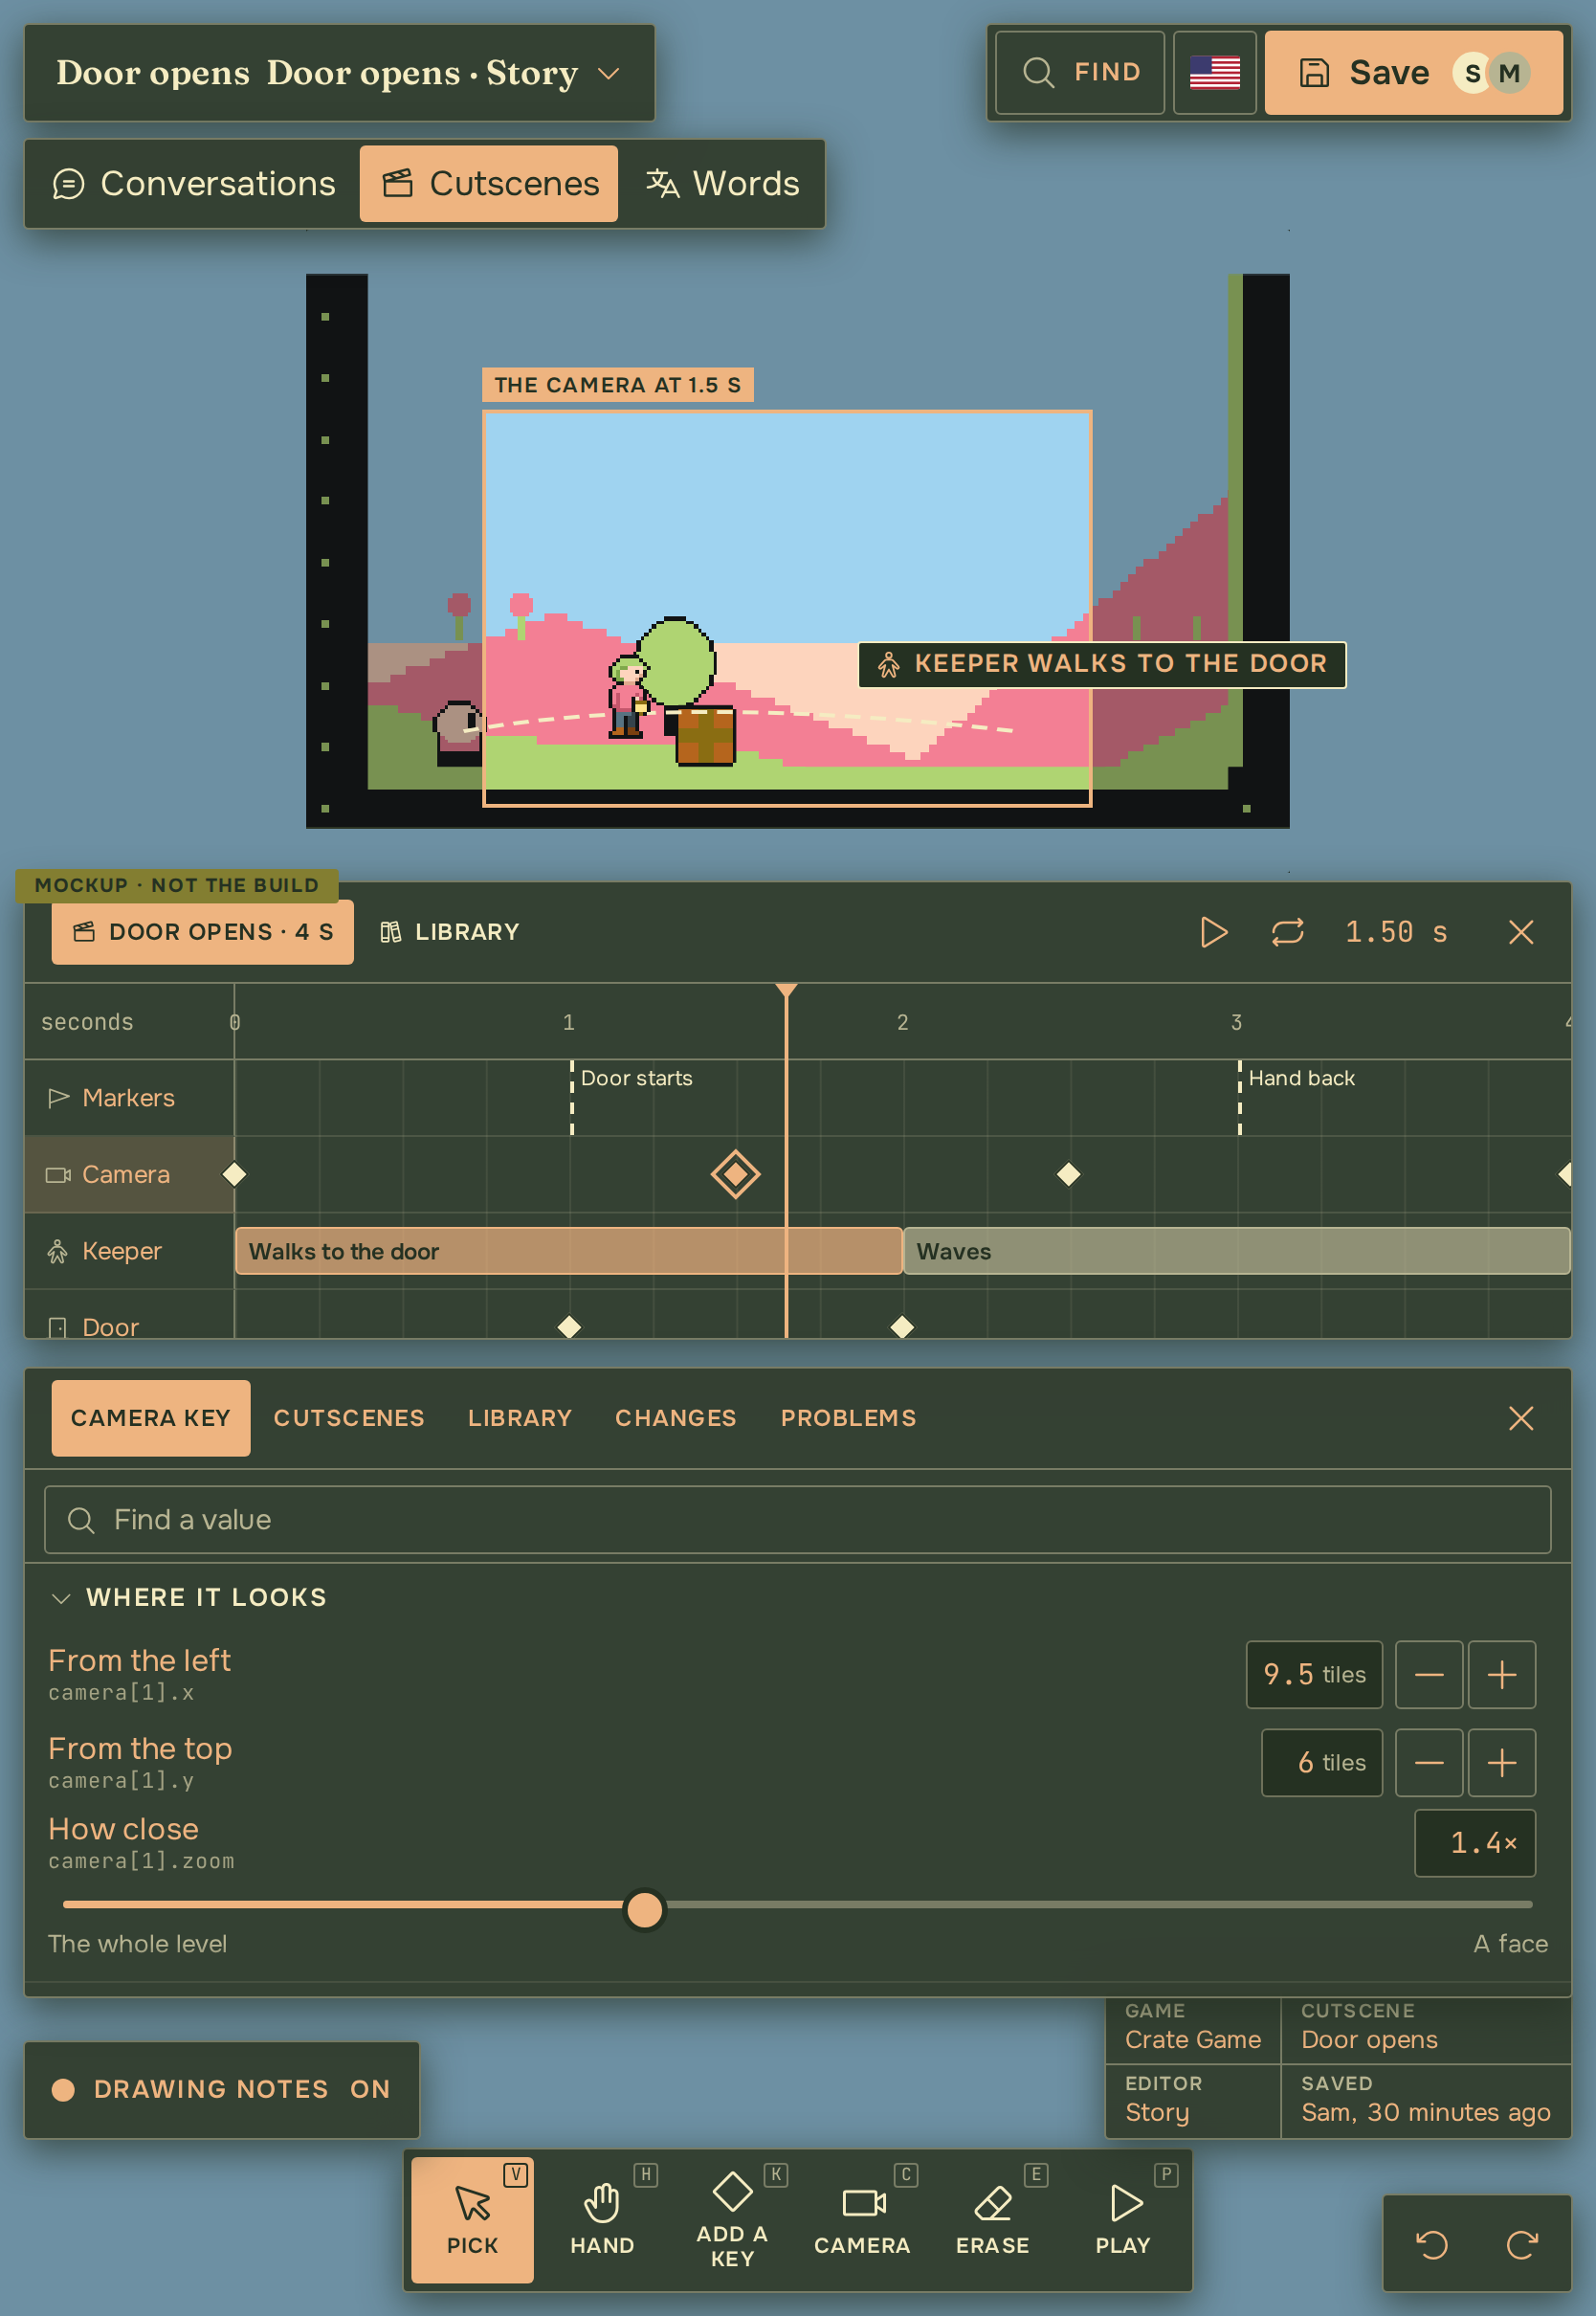 Door opens Door opens · Story
FIND
Save S M
Conversations Cutscenes Words
THE CAMERA AT 1.5 S
KEEPER WALKS TO THE DOOR
MOCKUP · NOT THE BUILD
DOOR OPENS · 4 S LIBRARY 1.50 s
seconds 0 1 2 3 4
Markers Door starts Hand back
Camera
Keeper Walks to the door Waves
Door
CAMERA KEY CUTSCENES LIBRARY CHANGES PROBLEMS
Find a value
WHERE IT LOOKS
From the left 9.5 tiles
camera[1].x
From the top 6 tiles
camera[1].y
How close 1.4×
camera[1].zoom
The whole level A face
GAME CUTSCENE
Crate Game Door opens
EDITOR SAVED
Story Sam, 30 minutes ago
DRAWING NOTES ON
V H K C E P
PICK HAND ADD A KEY CAMERA ERASE PLAY